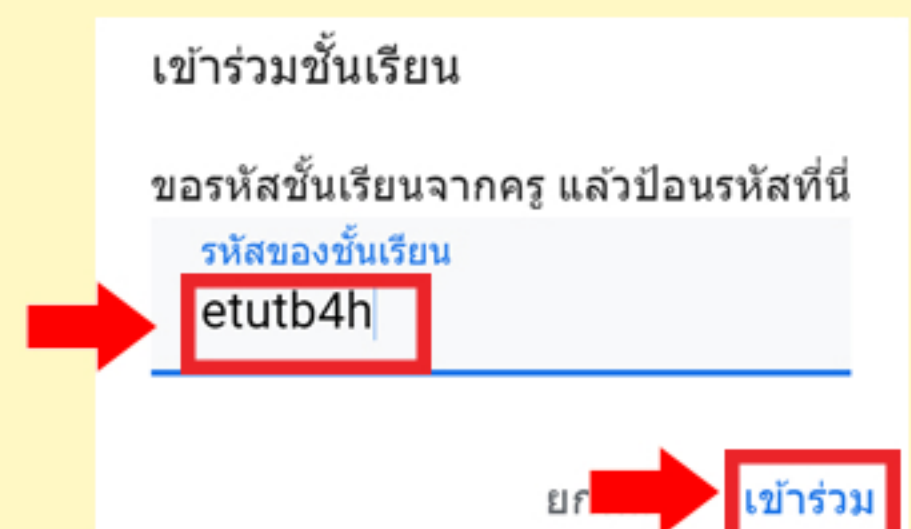 เข้าร่วมชั้นเรียน
ขอรหัสชั้นเรียนจากครู แล้วป้อนรหัสที่นี่
รหัสของชั้นเรียน
etutb4h
เข้าร่วม